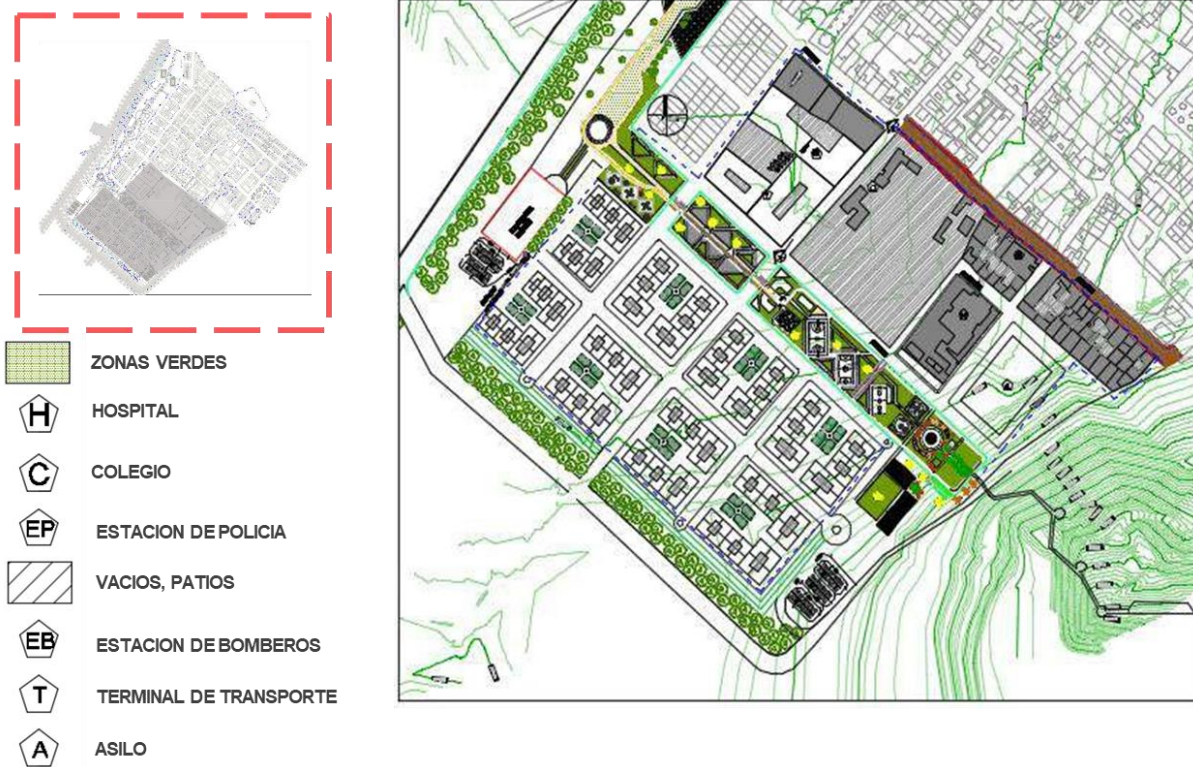 ZONAS VERDES
H HOSPITAL
C COLEGIO
EP ESTACION DE POLICIA
VACIOS, PATIOS
EB ESTACION DE BOMBEROS
T TERMINAL DE TRANSPORTE
A ASILO